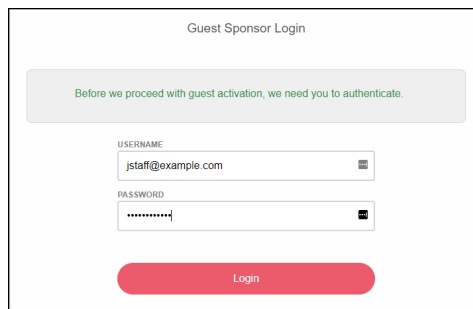 Guest Sponsor Login
Before we proceed with guest activation, we need you to authenticate.
USERNAME
jstaff@example.com
PASSWORD
••••••••••••
Login